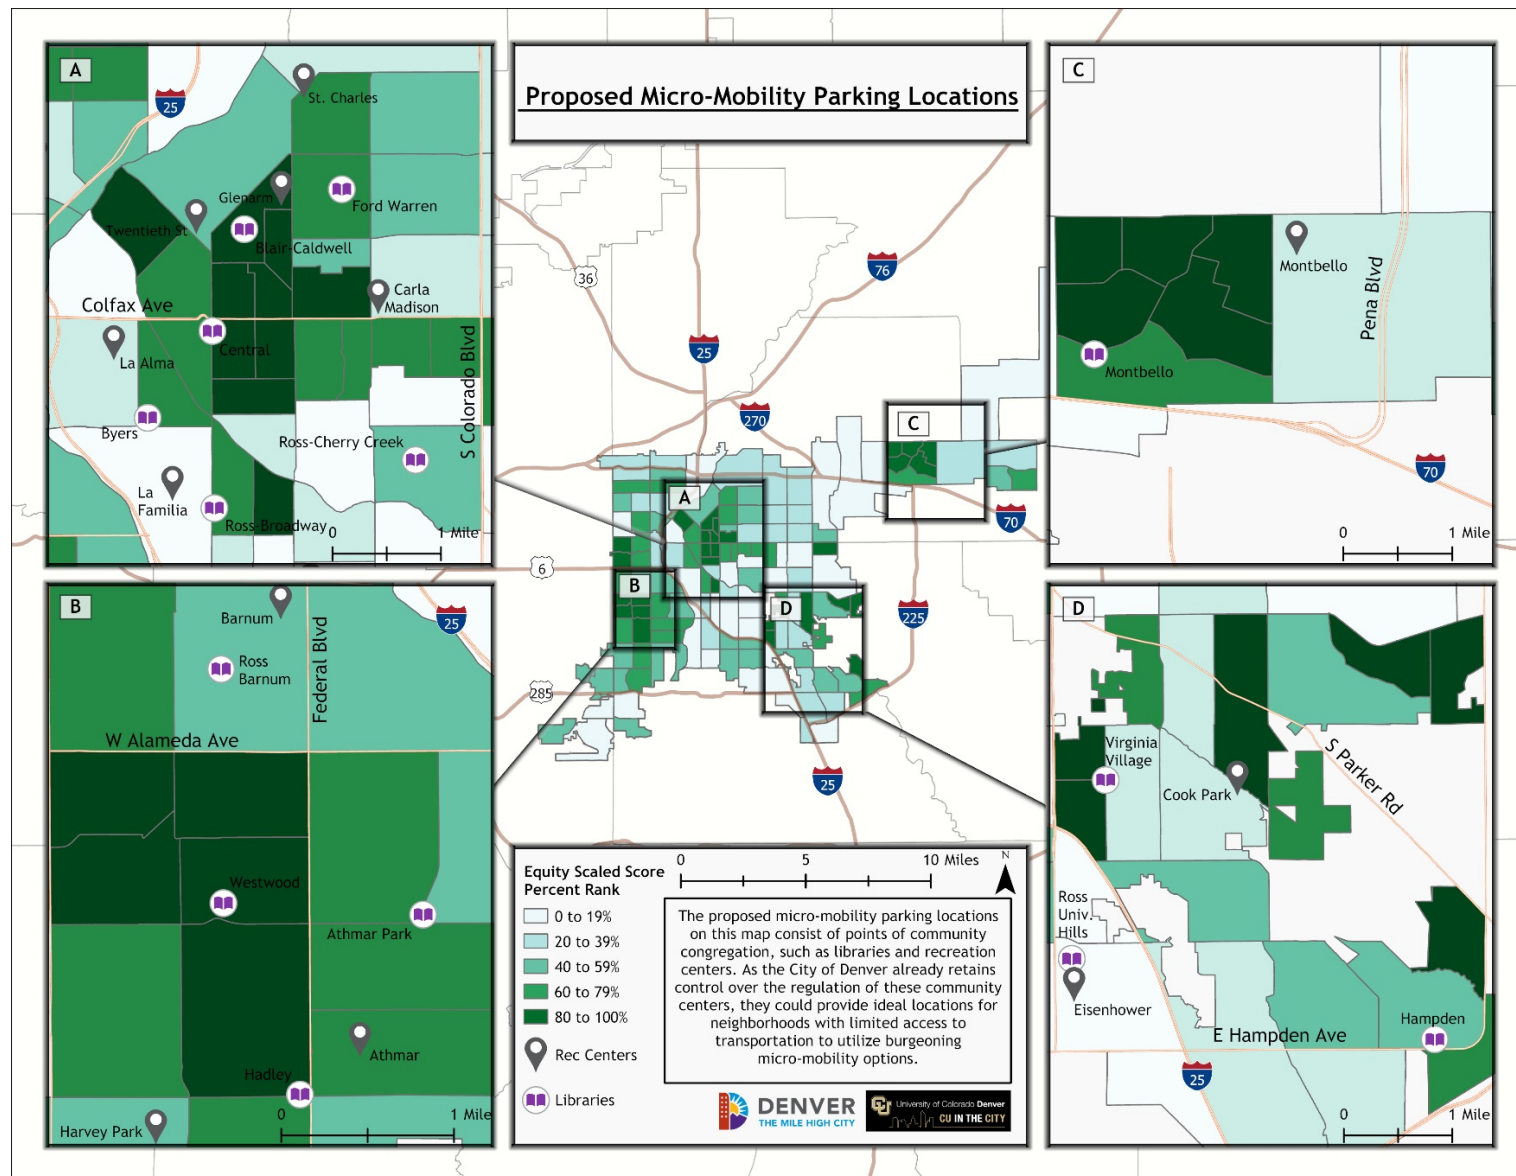 Proposed Micro-Mobility Parking Locations
A
25
St. Charles
Glenarm
Ford Warren
Twentieth St
Blair-Caldwell
Carla
Madison
Colfax Ave
Central
La Alma
S Colorado Blvd
Byers
Ross-Cherry Creek
La
Familia
Ross-Broadway
0 1 Mile
B
Barnum
25
Ross
Barnum
Federal Blvd
W Alameda Ave
Westwood
Athmar Park
Athmar
Hadley
Harvey Park
0 1 Mile
36
76
25
270
C
A
70
6
B
D
225
285
25
C
Montbello
Pena Blvd
Montbello
70
0 1 Mile
D
Virginia
Village
Cook Park
S Parker Rd
Ross
Univ.
Hills
Eisenhower
Hampden
E Hampden Ave
25
0 1 Mile
Equity Scaled Score
Percent Rank
0 to 19%
20 to 39%
40 to 59%
60 to 79%
80 to 100%
Rec Centers
Libraries
0 5 10 Miles
N
The proposed micro-mobility parking locations
on this map consist of points of community
congregation, such as libraries and recreation
centers. As the City of Denver already retains
control over the regulation of these community
centers, they could provide ideal locations for
neighborhoods with limited access to
transportation to utilize burgeoning
micro-mobility options.
DENVER
THE MILE HIGH CITY
CU
University of Colorado Denver
CU IN THE CITY